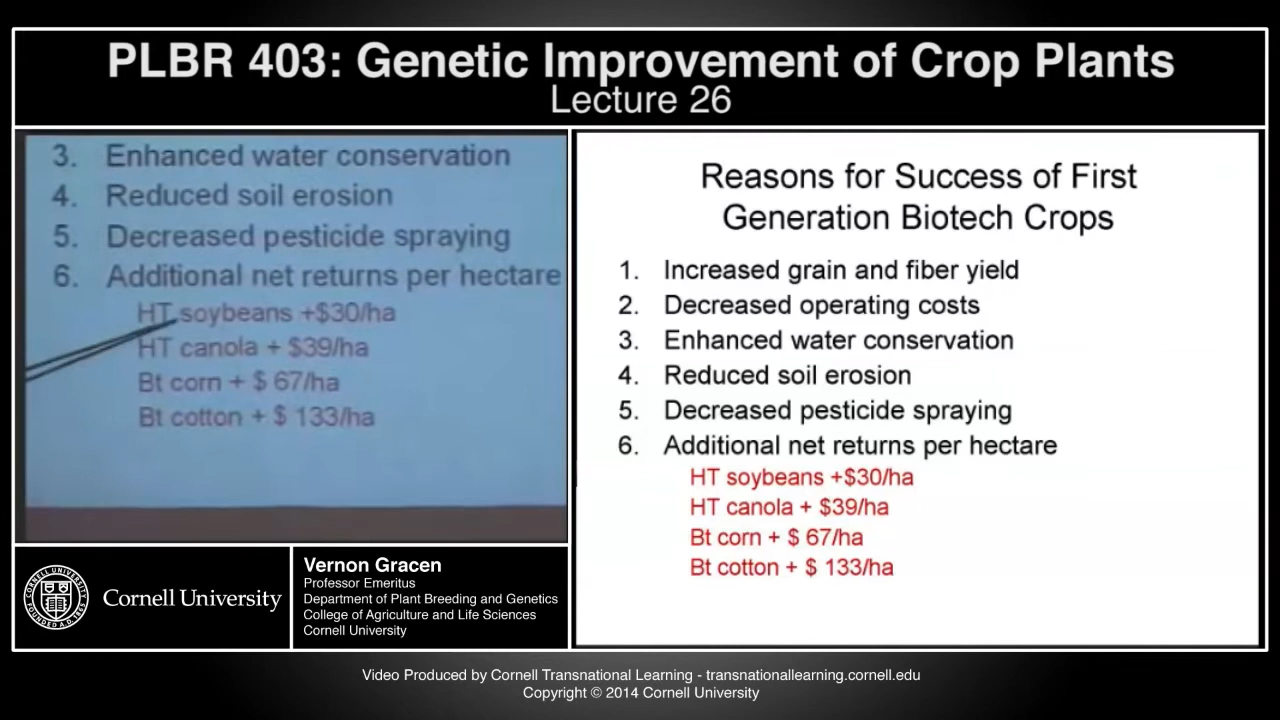 PLBR 403: Genetic Improvement of Crop Plants
Lecture 26
3. Enhanced water conservation
4. Reduced soil erosion
5. Decreased pesticide spraying
6. Additional net returns per hectare
HT soybeans +$30/ha
HT canola + $39/ha
Bt corn + $ 67/ha
Bt cotton + $ 133/ha
Reasons for Success of First
Generation Biotech Crops
1. Increased grain and fiber yield
2. Decreased operating costs
3. Enhanced water conservation
4. Reduced soil erosion
5. Decreased pesticide spraying
6. Additional net returns per hectare
HT soybeans +$30/ha
HT canola + $39/ha
Bt corn + $ 67/ha
Bt cotton + $ 133/ha
CORNELL UNIVERSITY
FOUNDED A.D. 1865
Cornell University
Vernon Gracen
Professor Emeritus
Department of Plant Breeding and Genetics
College of Agriculture and Life Sciences
Cornell University
Video Produced by Cornell Transnational Learning - transnationallearning.cornell.edu
Copyright © 2014 Cornell University